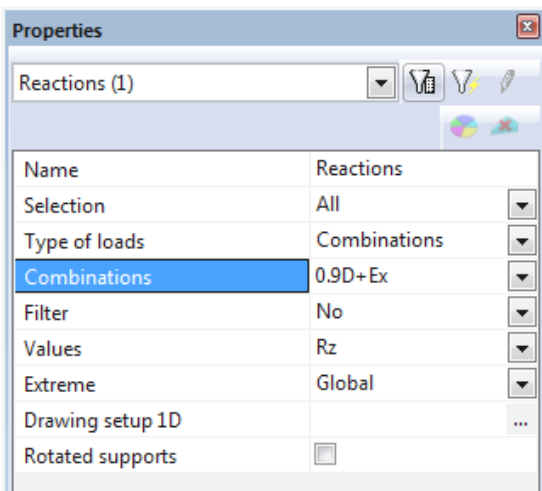 Properties
Reactions (1)
Name Reactions
Selection All
Type of loads Combinations
Combinations 0.9D+Ex
Filter No
Values Rz
Extreme Global
Drawing setup 1D ...
Rotated supports